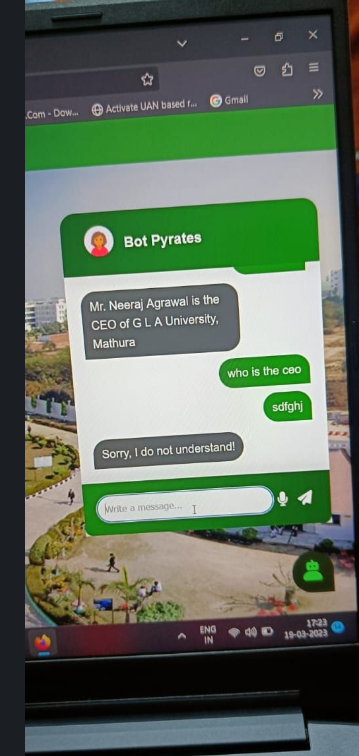 .Com - Dow...
Activate UAN based r...
Gmail
Bot Pyrates
Mr. Neeraj Agrawal is the
CEO of G L A University,
Mathura
who is the ceo
sdfghj
Sorry, I do not understand!
Write a message...
ENG
IN
17:23
19-03-2023